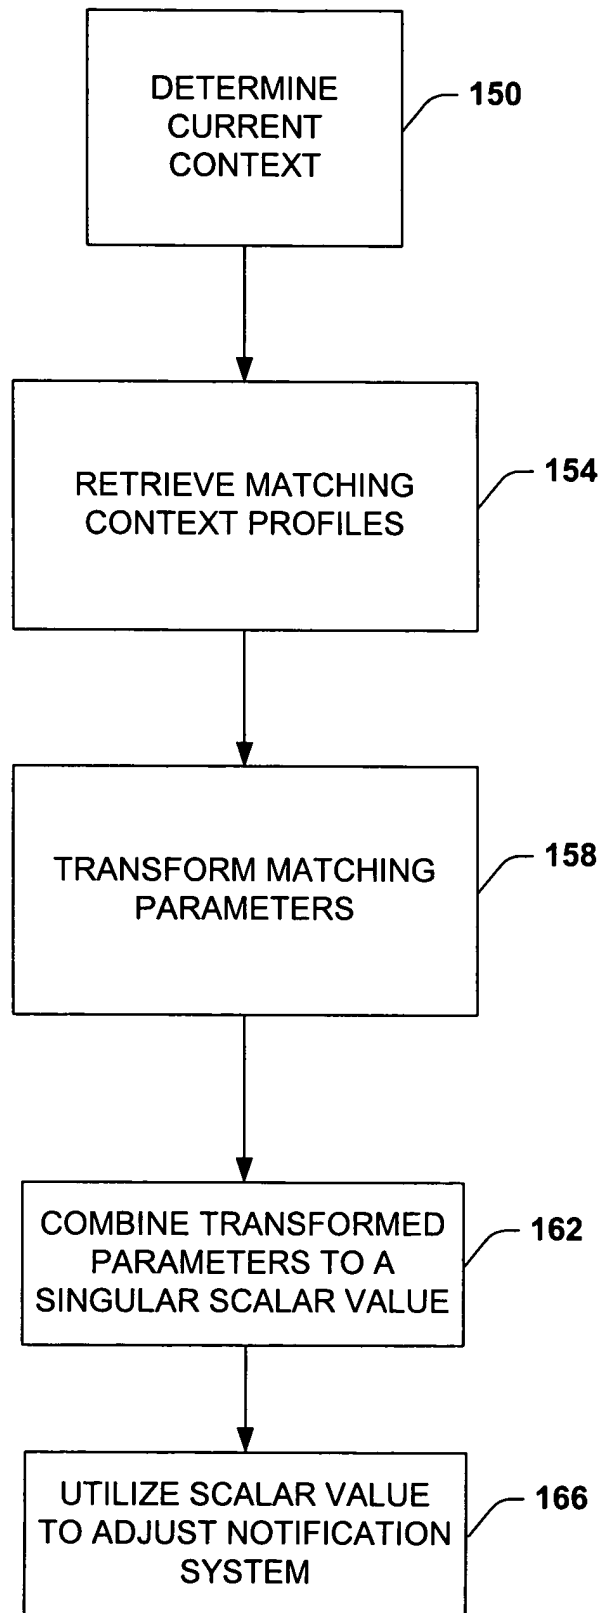 DETERMINE
CURRENT
CONTEXT
150
RETRIEVE MATCHING
CONTEXT PROFILES
154
TRANSFORM MATCHING
PARAMETERS
158
COMBINE TRANSFORMED
PARAMETERS TO A
SINGULAR SCALAR VALUE
162
UTILIZE SCALAR VALUE
TO ADJUST NOTIFICATION
SYSTEM
166